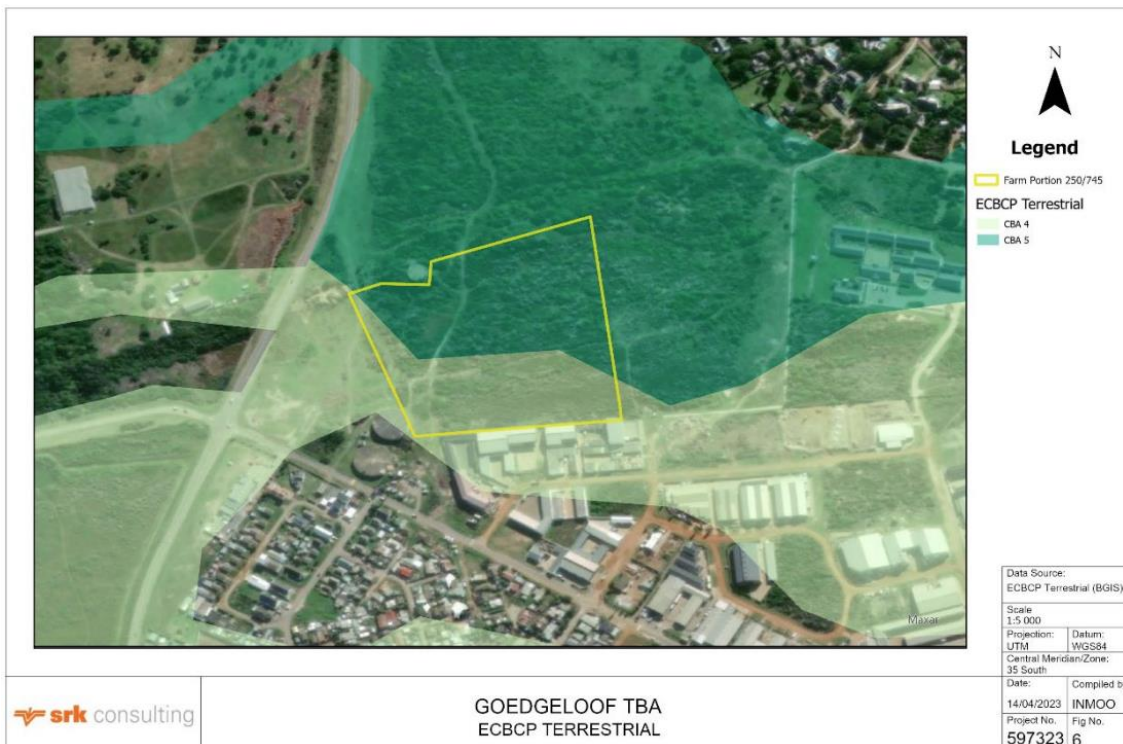 N
Legend
Farm Portion 250/745
ECBCP Terrestrial
CBA 4
CBA 5
Maxar
Data Source:
ECBCP Terrestrial (BGIS)
Scale
1:5 000
Projection: Datum:
UTM WGS84
Central Meridian/Zone:
35 South
Date: Compiled b
14/04/2023 INMOO
Project No. Fig No.
597323 6
srk consulting
GOEDGELOOF TBA
ECBCP TERRESTRIAL